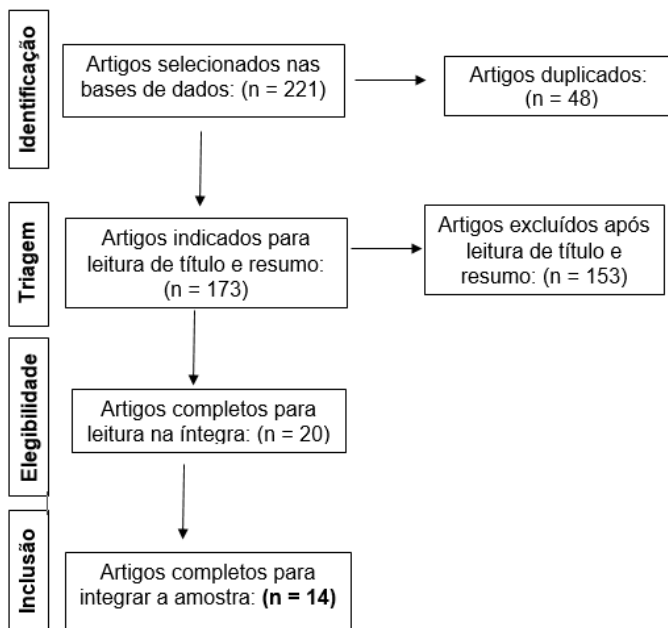 Identificação
Artigos selecionados nas
bases de dados: (n = 221)
Artigos duplicados:
(n = 48)
Triagem
Artigos indicados para
leitura de título e resumo:
(n = 173)
Artigos excluídos após
leitura de título e
resumo: (n = 153)
Elegibilidade
Artigos completos para
leitura na íntegra: (n = 20)
Inclusão
Artigos completos para
integrar a amostra: (n = 14)